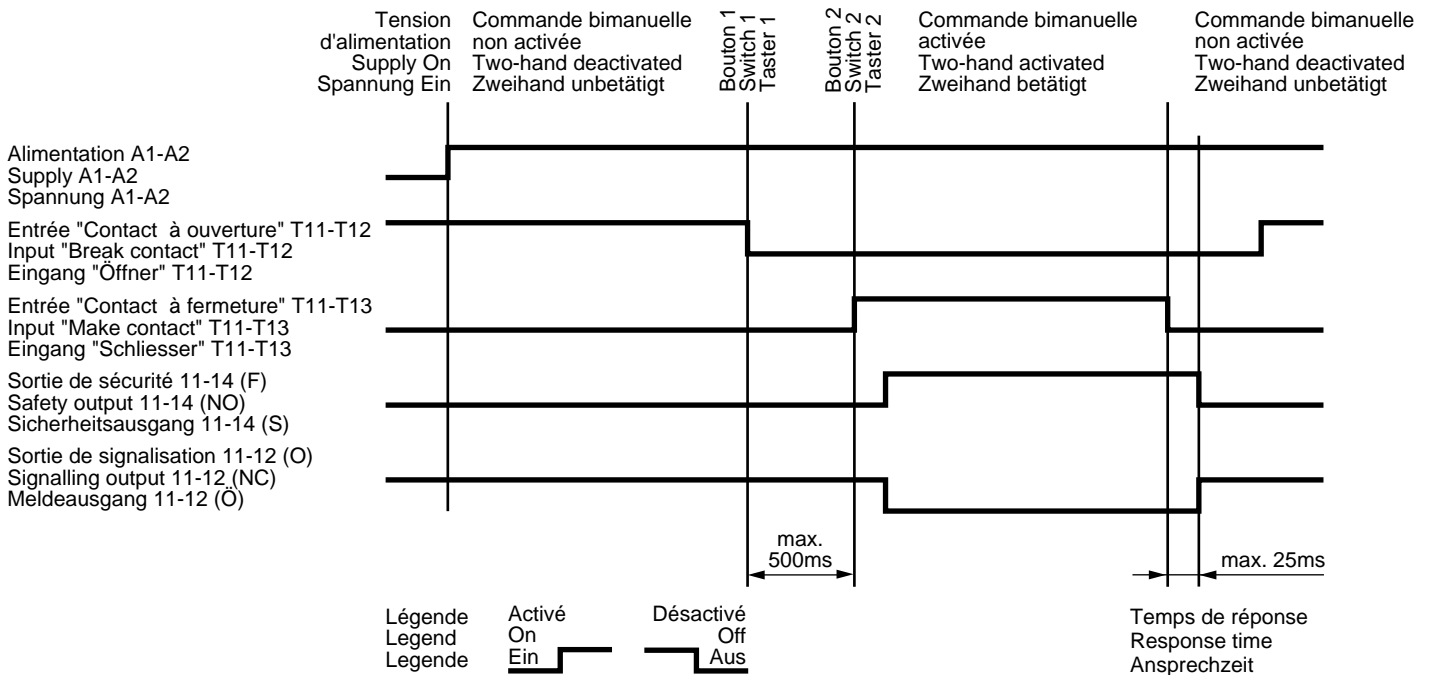 Tension
d'alimentation
Supply On
Spannung Ein
Commande bimanuelle
non activée
Two-hand deactivated
Zweihand unbetätigt
Bouton 1
Switch 1
Taster 1
Bouton 2
Switch 2
Taster 2
Commande bimanuelle
activée
Two-hand activated
Zweihand betätigt
Commande bimanuelle
non activée
Two-hand deactivated
Zweihand unbetätigt
Alimentation A1-A2
Supply A1-A2
Spannung A1-A2
Entrée "Contact à ouverture" T11-T12
Input "Break contact" T11-T12
Eingang "Öffner" T11-T12
Entrée "Contact à fermeture" T11-T13
Input "Make contact" T11-T13
Eingang "Schliesser" T11-T13
Sortie de sécurité 11-14 (F)
Safety output 11-14 (NO)
Sicherheitsausgang 11-14 (S)
Sortie de signalisation 11-12 (O)
Signalling output 11-12 (NC)
Meldeausgang 11-12 (Ö)
max.
500ms
max. 25ms
Légende
Legend
Legende
Activé
On
Ein
Désactivé
Off
Aus
Temps de réponse
Response time
Ansprechzeit